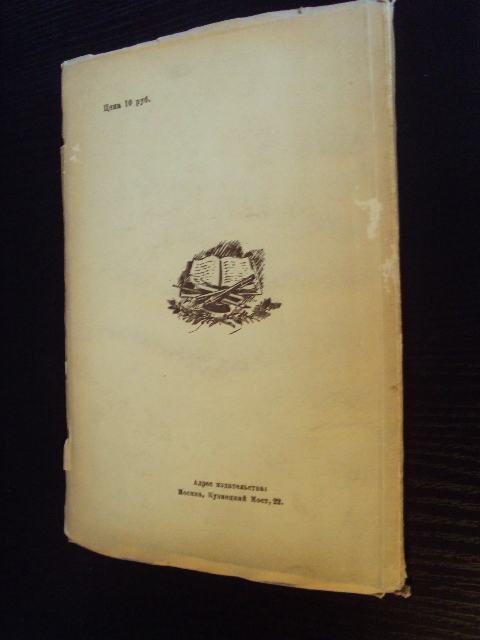 Цена 10 руб.
Адрес издательства:
Москва, Кузнецкий Мост, 22.